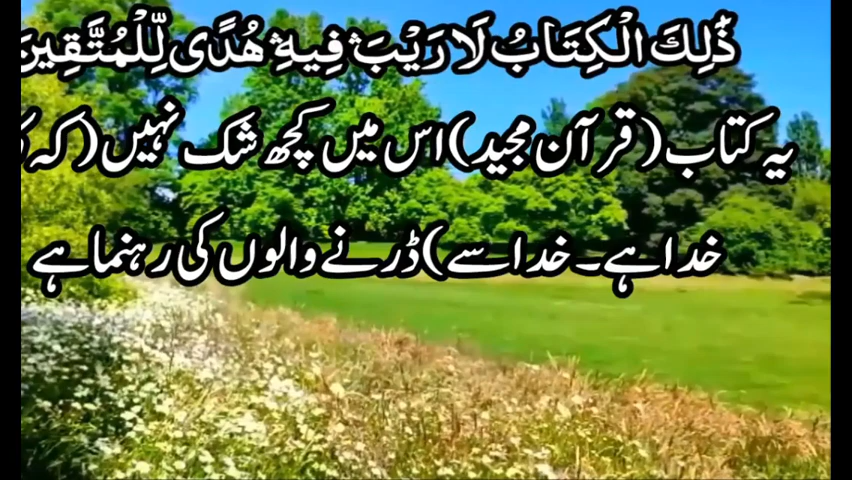 ذٰلِكَ الْكِتَابُ لَا رَيْبَ ۛ فِيهِ ۛ هُدًى لِّلْمُتَّقِينَ
یہ کتاب (قرآن مجید) اس میں کچھ شک نہیں (کہ
خدا ہے۔ خدا سے) ڈرنے والوں کی رہنما ہے